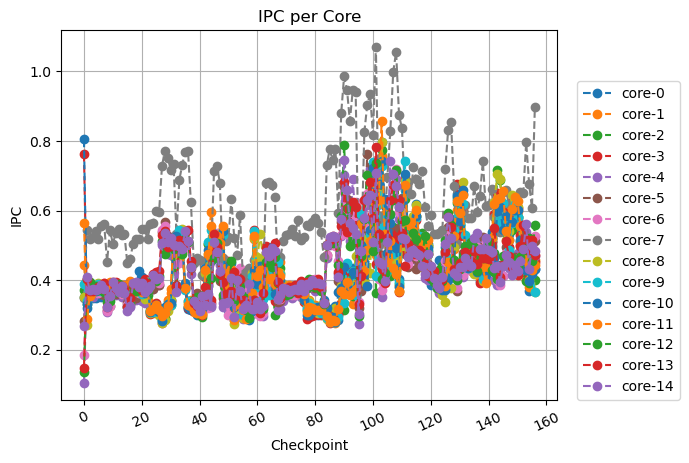 IPC per Core
IPC
1.0
0.8
0.6
0.4
0.2
0
20
40
60
80
100
120
140
160
Checkpoint
core-0
core-1
core-2
core-3
core-4
core-5
core-6
core-7
core-8
core-9
core-10
core-11
core-12
core-13
core-14